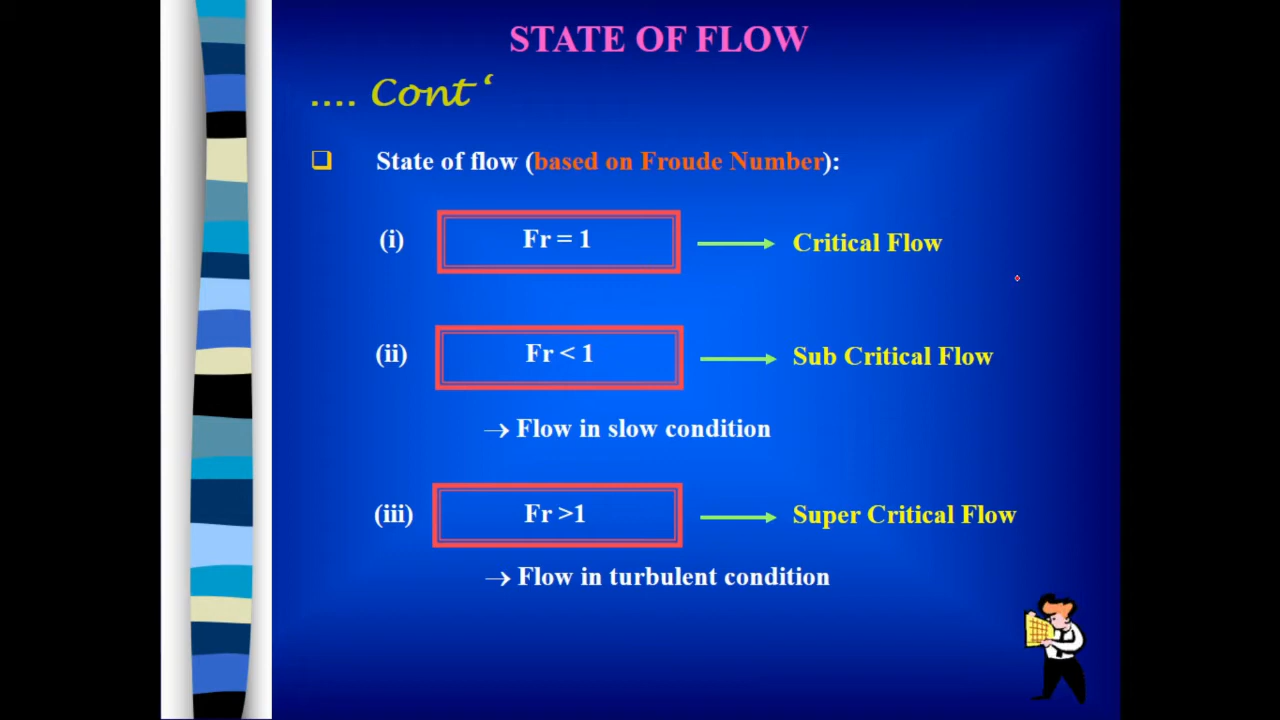 STATE OF FLOW
.... Cont ‘
❑ State of flow (based on Froude Number):
(i) Fr = 1 Critical Flow
(ii) Fr < 1 Sub Critical Flow
→ Flow in slow condition
(iii) Fr >1 Super Critical Flow
→ Flow in turbulent condition